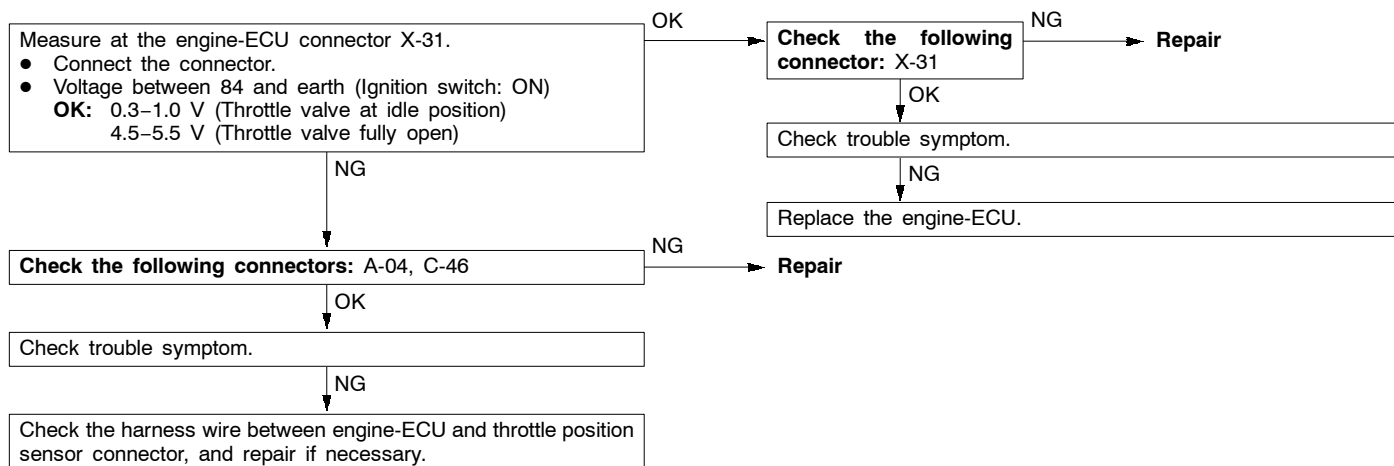 Measure at the engine-ECU connector X-31.
● Connect the connector.
● Voltage between 84 and earth (Ignition switch: ON)
OK: 0.3–1.0 V (Throttle valve at idle position)
4.5–5.5 V (Throttle valve fully open)
OK
Check the following
connector: X-31
NG
Repair
OK
Check trouble symptom.
NG
Replace the engine-ECU.
NG
Check the following connectors: A-04, C-46
NG
Repair
OK
Check trouble symptom.
NG
Check the harness wire between engine-ECU and throttle position
sensor connector, and repair if necessary.